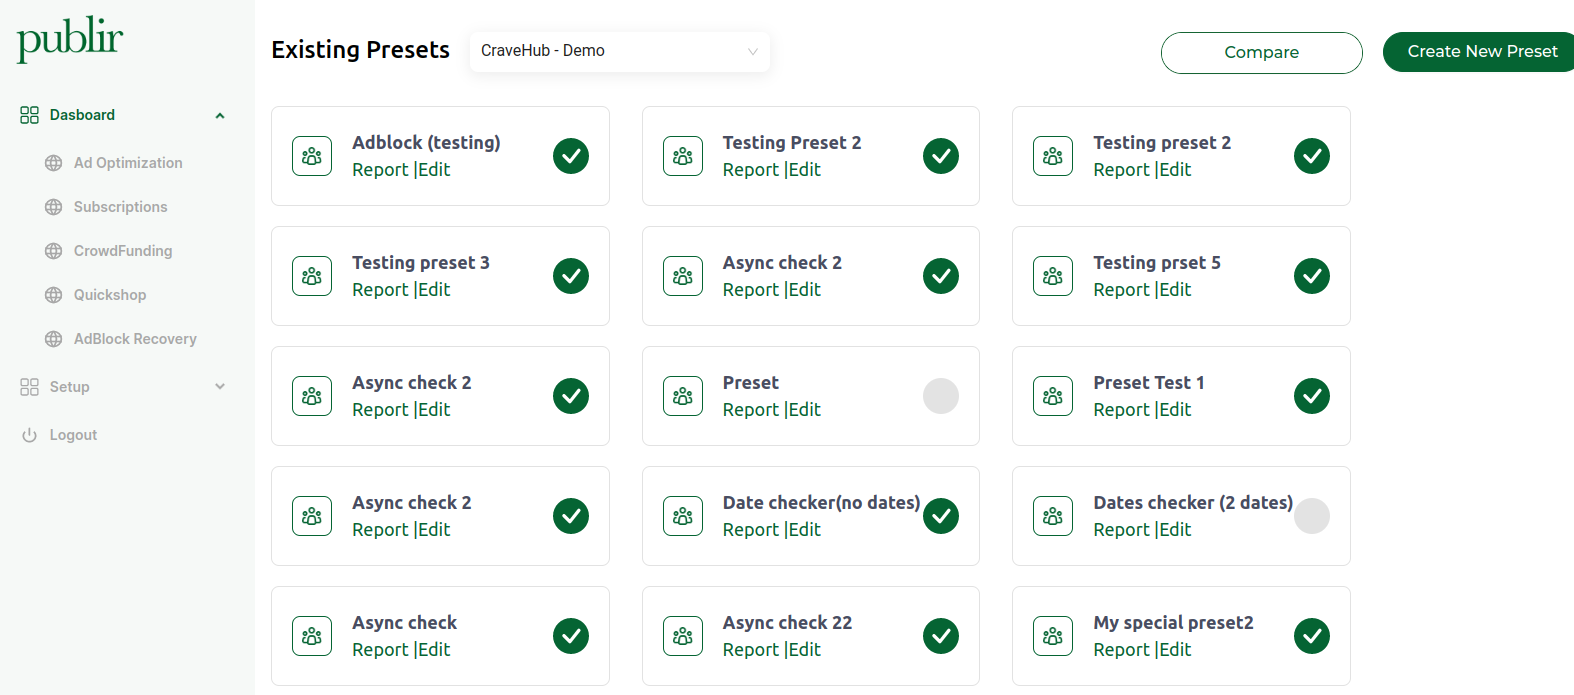 publir
Existing Presets
CraveHub - Demo
Compare
Create New Preset
Dasboard
Ad Optimization
Subscriptions
CrowdFunding
Quickshop
AdBlock Recovery
Setup
Logout
Adblock (testing)
Report |Edit
Testing Preset 2
Report |Edit
Testing preset 2
Report |Edit
Testing preset 3
Report |Edit
Async check 2
Report |Edit
Testing prset 5
Report |Edit
Async check 2
Report |Edit
Preset
Report |Edit
Preset Test 1
Report |Edit
Async check 2
Report |Edit
Date checker(no dates)
Report |Edit
Dates checker (2 dates)
Report |Edit
Async check
Report |Edit
Async check 22
Report |Edit
My special preset2
Report |Edit